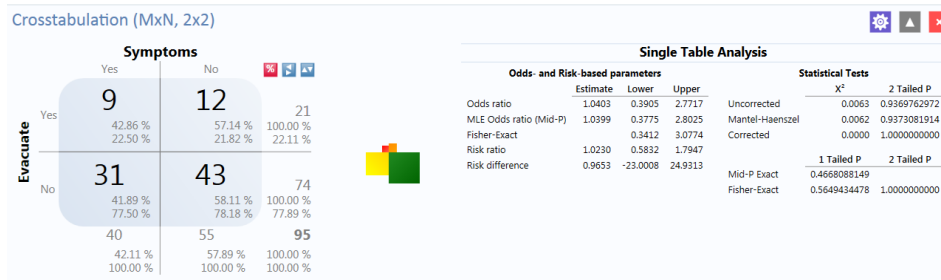 Crosstabulation (MxN, 2x2)
Symptoms
Yes No %
Evacuate
Yes 9 12 21
42.86 % 57.14 % 100.00 %
22.50 % 21.82 % 22.11 %
No 31 43 74
41.89 % 58.11 % 100.00 %
77.50 % 78.18 % 77.89 %
40 55 95
42.11 % 57.89 % 100.00 %
100.00 % 100.00 % 100.00 %
Single Table Analysis
Odds- and Risk-based parameters
Estimate Lower Upper
Odds ratio 1.0403 0.3905 2.7717
MLE Odds ratio (Mid-P) 1.0399 0.3775 2.8025
Fisher-Exact 0.3412 3.0774
Risk ratio 1.0230 0.5832 1.7947
Risk difference 0.9653 -23.0008 24.9313
Statistical Tests
X² 2 Tailed P
Uncorrected 0.0063 0.9369762972
Mantel-Haenszel 0.0062 0.9373081914
Corrected 0.0000 1.0000000000
1 Tailed P 2 Tailed P
Mid-P Exact 0.4668088149
Fisher-Exact 0.5649434478 1.0000000000